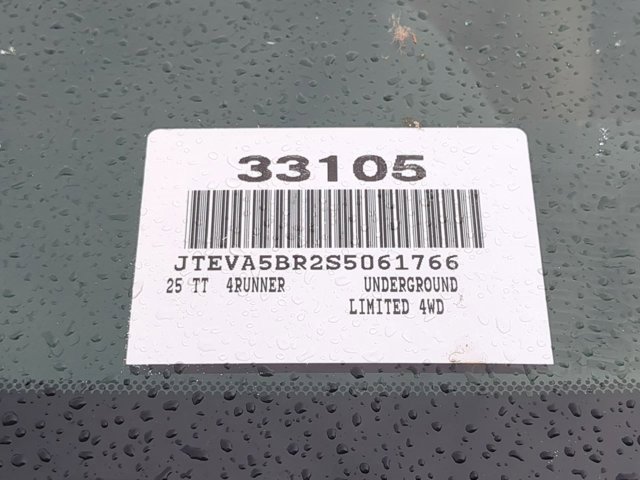 33105
JTEVA5BR2S5061766
25 TT 4RUNNER UNDERGROUND
LIMITED 4WD